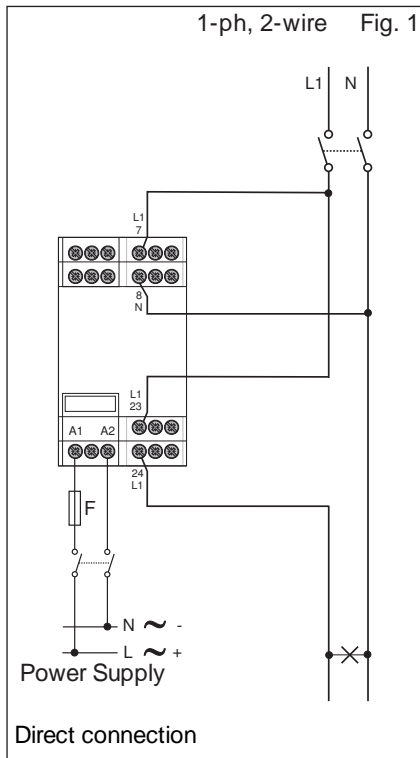 1-ph, 2-wire Fig. 1
L1 N
L1
7
8
N
L1
23
A1 A2
24
L1
F
N ~ -
L ~ +
Power Supply
Direct connection